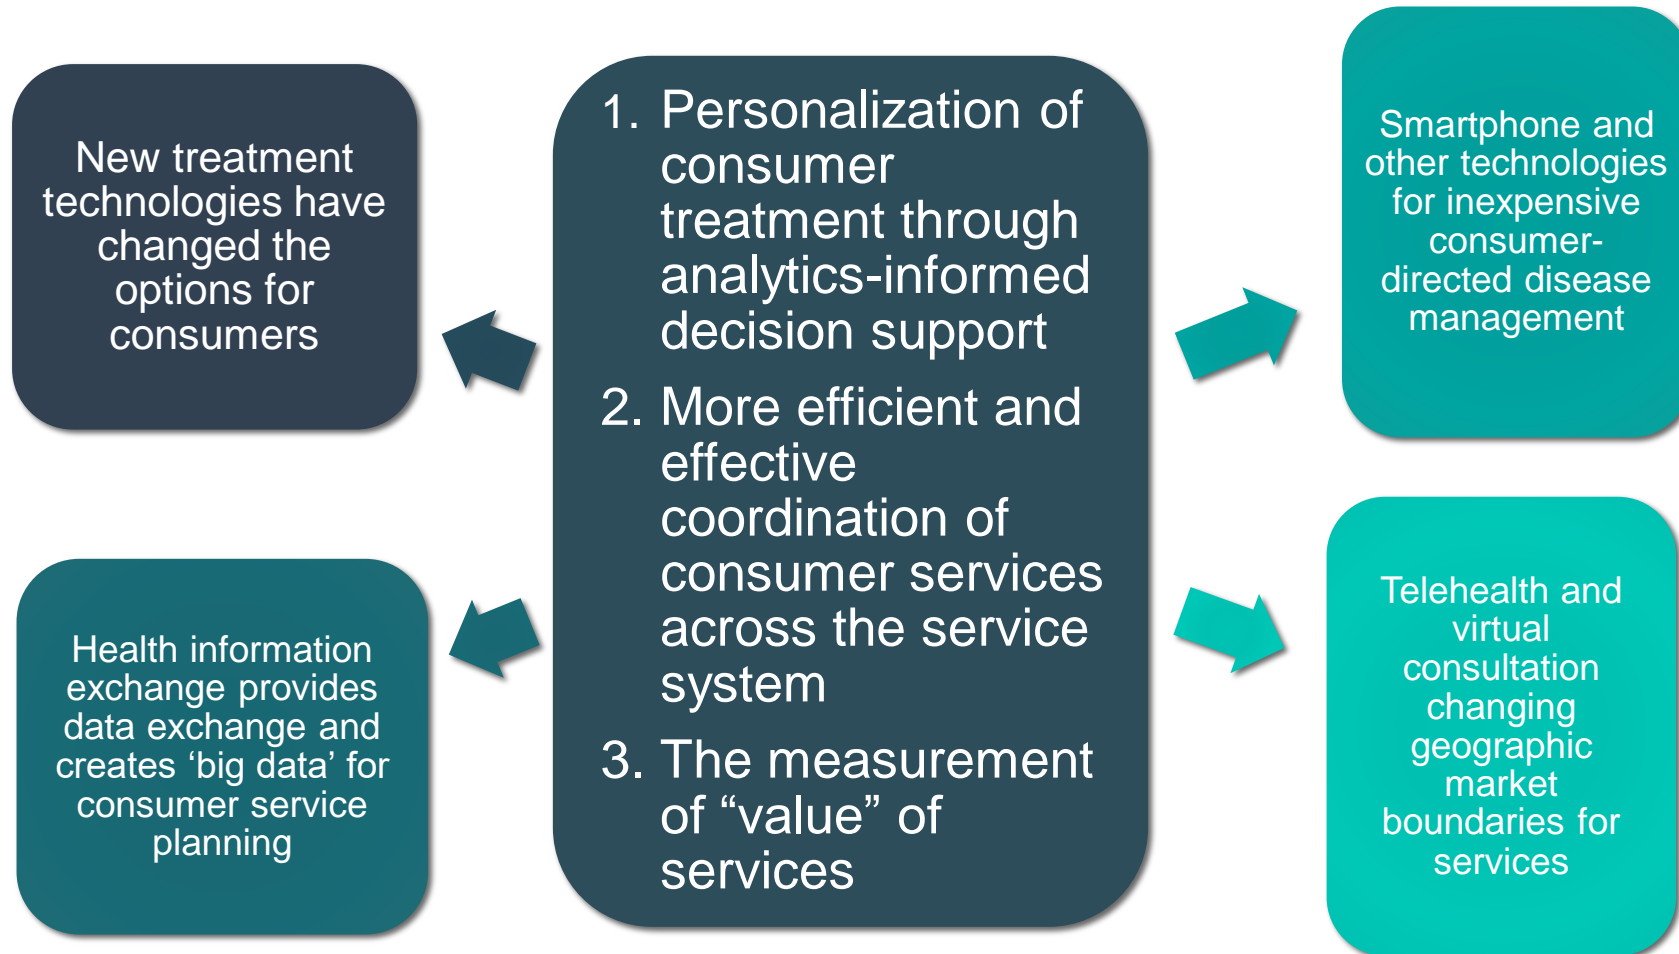 New treatment
technologies have
changed the
options for
consumers
Health information
exchange provides
data exchange and
creates ‘big data’ for
consumer service
planning
1. Personalization of
consumer
treatment through
analytics-informed
decision support
2. More efficient and
effective
coordination of
consumer services
across the service
system
3. The measurement
of “value” of
services
Smartphone and
other technologies
for inexpensive
consumer-
directed disease
management
Telehealth and
virtual
consultation
changing
geographic
market
boundaries for
services